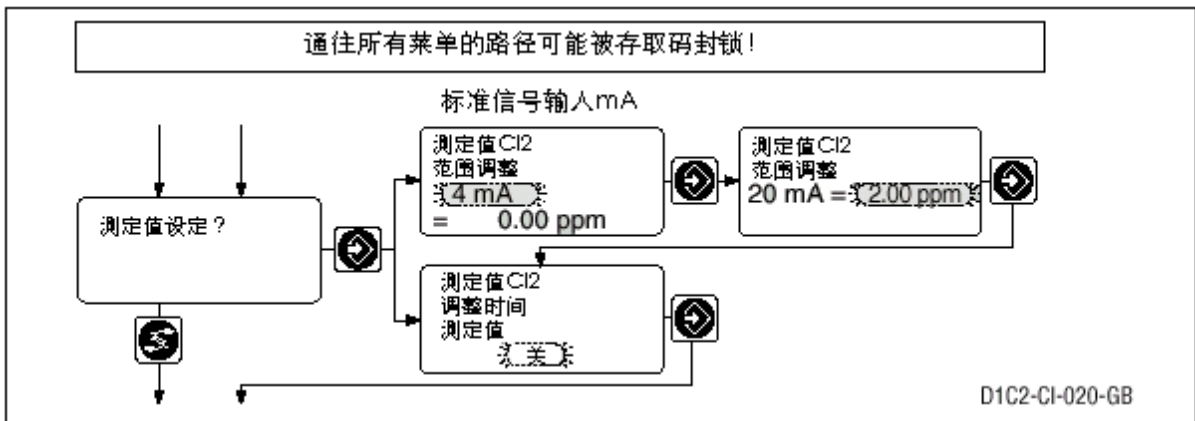 通往所有菜单的路径可能被存取码封锁!
标准信号输人mA
测定值Cl2
范围调整
4 mA
= 0.00 ppm
测定值Cl2
范围调整
20 mA = 2.00 ppm
测定值设定?
测定值Cl2
调整时间
测定值
关
D1C2-CI-020-GB